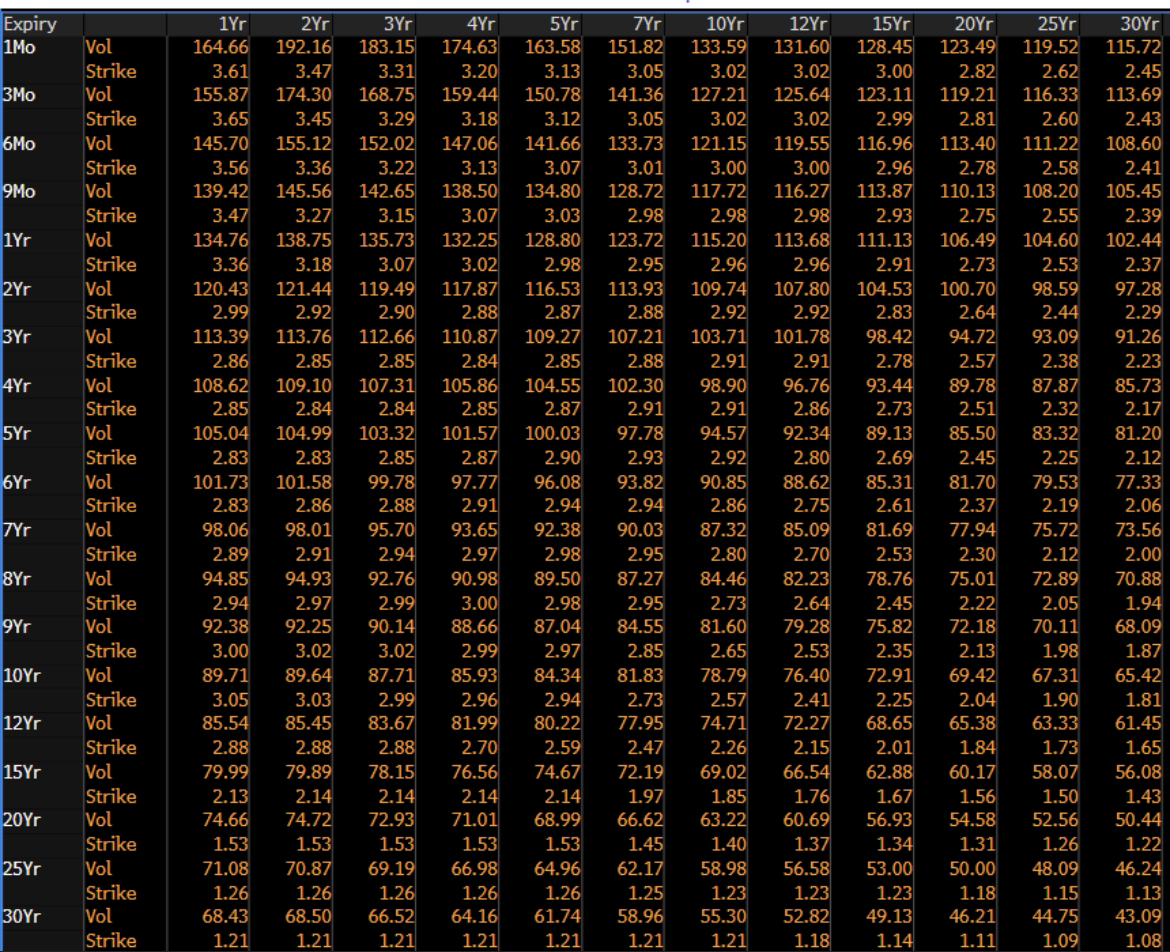 Expiry 1Yr 2Yr 3Yr 4Yr 5Yr 7Yr 10Yr 12Yr 15Yr 20Yr 25Yr 30Yr
1Mo Vol 164.66 192.16 183.15 174.63 163.58 151.82 133.59 131.60 128.45 123.49 119.52 115.72
Strike 3.61 3.47 3.31 3.20 3.13 3.05 3.02 3.02 3.00 2.82 2.62 2.45
3Mo Vol 155.87 174.30 168.75 159.44 150.78 141.36 127.21 125.64 123.11 119.21 116.33 113.69
Strike 3.65 3.45 3.29 3.18 3.12 3.05 3.02 3.02 2.99 2.81 2.60 2.43
6Mo Vol 145.70 155.12 152.02 147.06 141.66 133.73 121.15 119.55 116.96 113.40 111.22 108.60
Strike 3.56 3.36 3.22 3.13 3.07 3.01 3.00 3.00 2.96 2.78 2.58 2.41
9Mo Vol 139.42 145.56 142.65 138.50 134.80 128.72 117.72 116.27 113.87 110.13 108.20 105.45
Strike 3.47 3.27 3.15 3.07 3.03 2.98 2.98 2.98 2.93 2.75 2.55 2.39
1Yr Vol 134.76 138.75 135.73 132.25 128.80 123.72 115.20 113.68 111.13 106.49 104.60 102.44
Strike 3.36 3.18 3.07 3.02 2.98 2.95 2.96 2.96 2.91 2.73 2.53 2.37
2Yr Vol 120.43 121.44 119.49 117.87 116.53 113.93 109.74 107.80 104.53 100.70 98.59 97.28
Strike 2.99 2.92 2.90 2.88 2.87 2.88 2.92 2.92 2.83 2.64 2.44 2.29
3Yr Vol 113.39 113.76 112.66 110.87 109.27 107.21 103.71 101.78 98.42 94.72 93.09 91.26
Strike 2.86 2.85 2.85 2.84 2.85 2.88 2.91 2.91 2.78 2.57 2.38 2.23
4Yr Vol 108.62 109.10 107.31 105.86 104.55 102.30 98.90 96.76 93.44 89.78 87.87 85.73
Strike 2.85 2.84 2.84 2.85 2.87 2.91 2.91 2.86 2.73 2.51 2.32 2.17
5Yr Vol 105.04 104.99 103.32 101.57 100.03 97.78 94.57 92.34 89.13 85.50 83.32 81.20
Strike 2.83 2.83 2.85 2.87 2.90 2.93 2.92 2.80 2.69 2.45 2.25 2.12
6Yr Vol 101.73 101.58 99.78 97.77 96.08 93.82 90.85 88.62 85.31 81.70 79.53 77.33
Strike 2.83 2.86 2.88 2.91 2.94 2.94 2.86 2.75 2.61 2.37 2.19 2.06
7Yr Vol 98.06 98.01 95.70 93.65 92.38 90.03 87.32 85.09 81.69 77.94 75.72 73.56
Strike 2.89 2.91 2.94 2.97 2.98 2.95 2.80 2.70 2.53 2.30 2.12 2.00
8Yr Vol 94.85 94.93 92.76 90.98 89.50 87.27 84.46 82.23 78.76 75.01 72.89 70.88
Strike 2.94 2.97 2.99 3.00 2.98 2.95 2.73 2.64 2.45 2.22 2.05 1.94
9Yr Vol 92.38 92.25 90.14 88.66 87.04 84.55 81.60 79.28 75.82 72.18 70.11 68.09
Strike 3.00 3.02 3.02 2.99 2.97 2.85 2.65 2.53 2.35 2.13 1.98 1.87
10Yr Vol 89.71 89.64 87.71 85.93 84.34 81.83 78.79 76.40 72.91 69.42 67.31 65.42
Strike 3.05 3.03 2.99 2.96 2.94 2.73 2.57 2.41 2.25 2.04 1.90 1.81
12Yr Vol 85.54 85.45 83.67 81.99 80.22 77.95 74.71 72.27 68.65 65.38 63.33 61.45
Strike 2.88 2.88 2.88 2.70 2.59 2.47 2.26 2.15 2.01 1.84 1.73 1.65
15Yr Vol 79.99 79.89 78.15 76.56 74.67 72.19 69.02 66.54 62.88 60.17 58.07 56.08
Strike 2.13 2.14 2.14 2.14 2.14 1.97 1.85 1.76 1.67 1.56 1.50 1.43
20Yr Vol 74.66 74.72 72.93 71.01 68.99 66.62 63.22 60.69 56.93 54.58 52.56 50.44
Strike 1.53 1.53 1.53 1.53 1.53 1.45 1.40 1.37 1.34 1.31 1.26 1.22
25Yr Vol 71.08 70.87 69.19 66.98 64.96 62.17 58.98 56.58 53.00 50.00 48.09 46.24
Strike 1.26 1.26 1.26 1.26 1.26 1.25 1.23 1.23 1.23 1.18 1.15 1.13
30Yr Vol 68.43 68.50 66.52 64.16 61.74 58.96 55.30 52.82 49.13 46.21 44.75 43.09
Strike 1.21 1.21 1.21 1.21 1.21 1.21 1.21 1.18 1.14 1.11 1.09 1.08